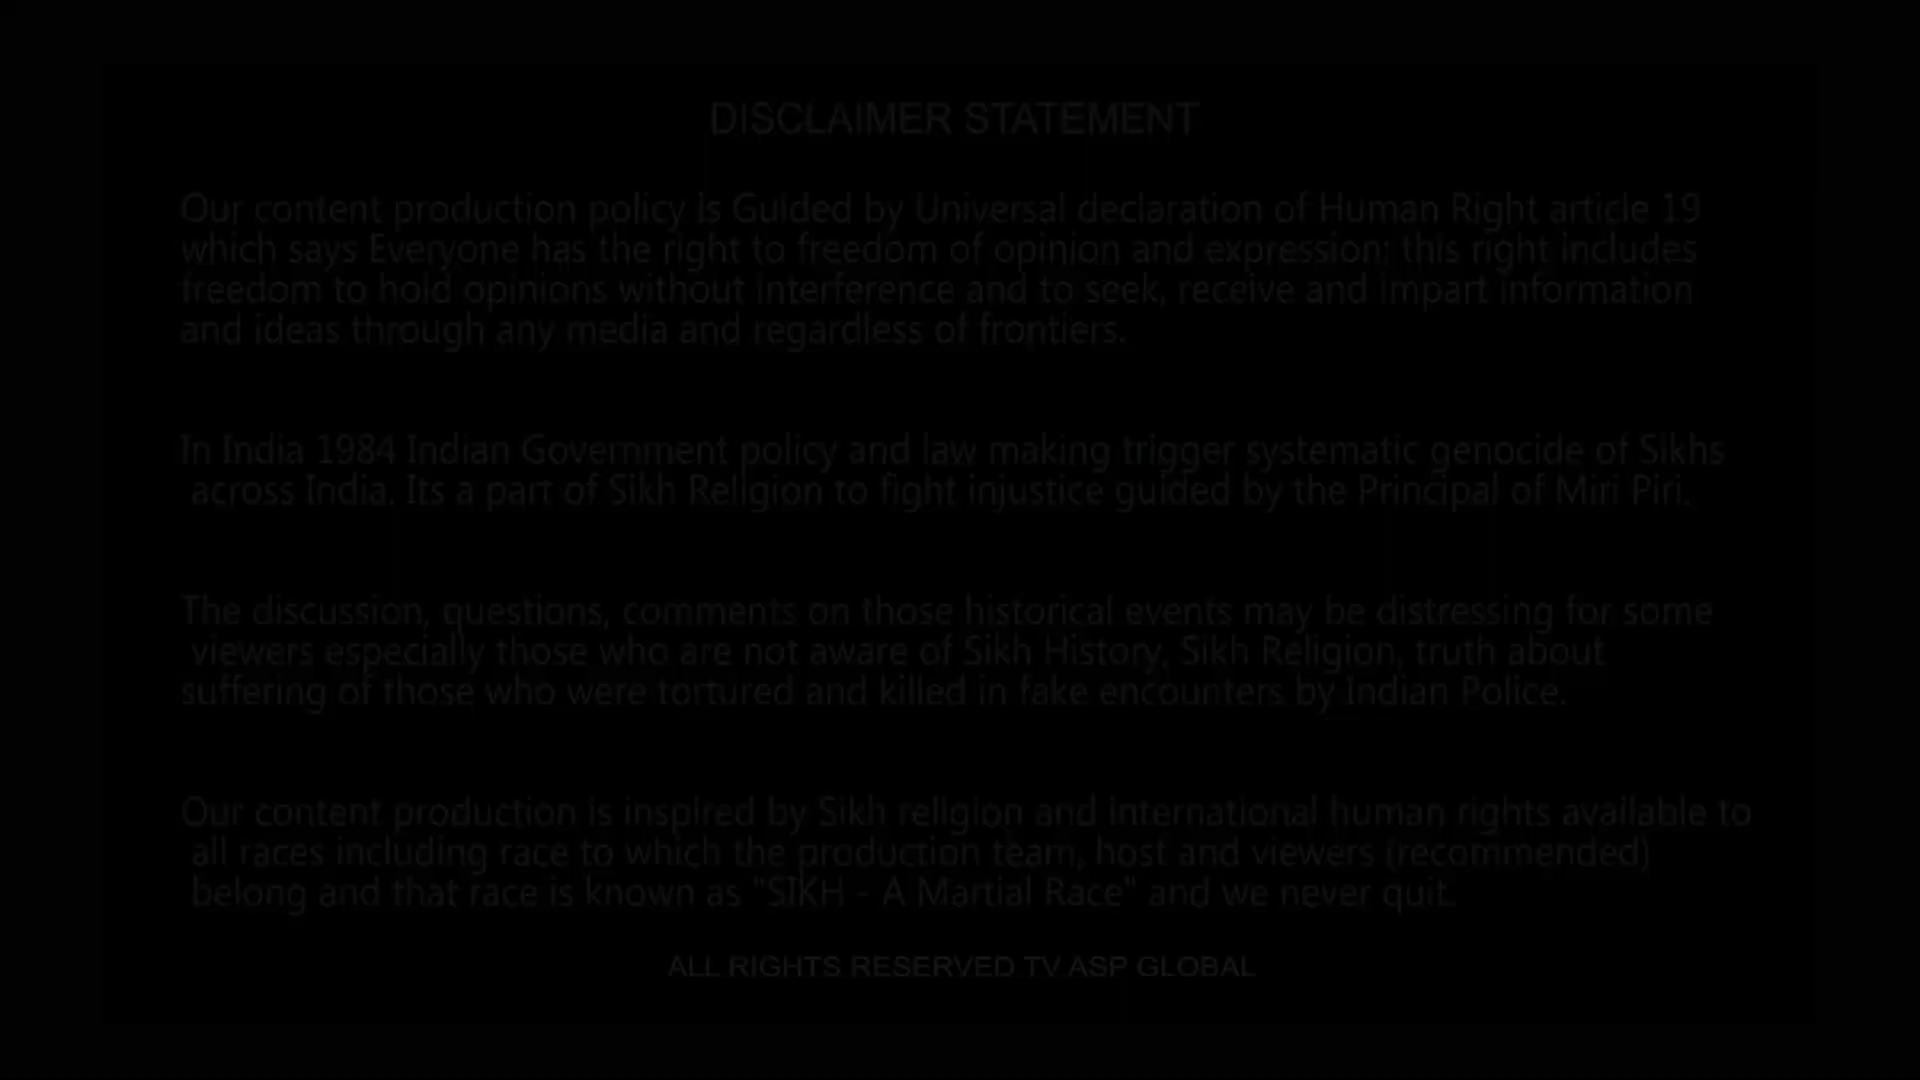 DISCLAIMER STATEMENT
Our content production policy is Guided by Universal declaration of Human Right article 19
which says Everyone has the right to freedom of opinion and expression; this right includes
freedom to hold opinions without interference and to seek, receive and impart information
and ideas through any media and regardless of frontiers.
In India 1984 Indian Government policy and law making trigger systematic genocide of Sikhs
across India. Its a part of Sikh Religion to fight injustice guided by the Principal of Miri Piri.
The discussion, questions, comments on those historical events may be distressing for some
viewers especially those who are not aware of Sikh History, Sikh Religion, truth about
suffering of those who were tortured and killed in fake encounters by Indian Police.
Our content production is inspired by Sikh religion and international human rights available to
all races including race to which the production team, host and viewers (recommended)
belong and that race is known as "SIKH - A Martial Race" and we never quit.
ALL RIGHTS RESERVED TV ASP GLOBAL